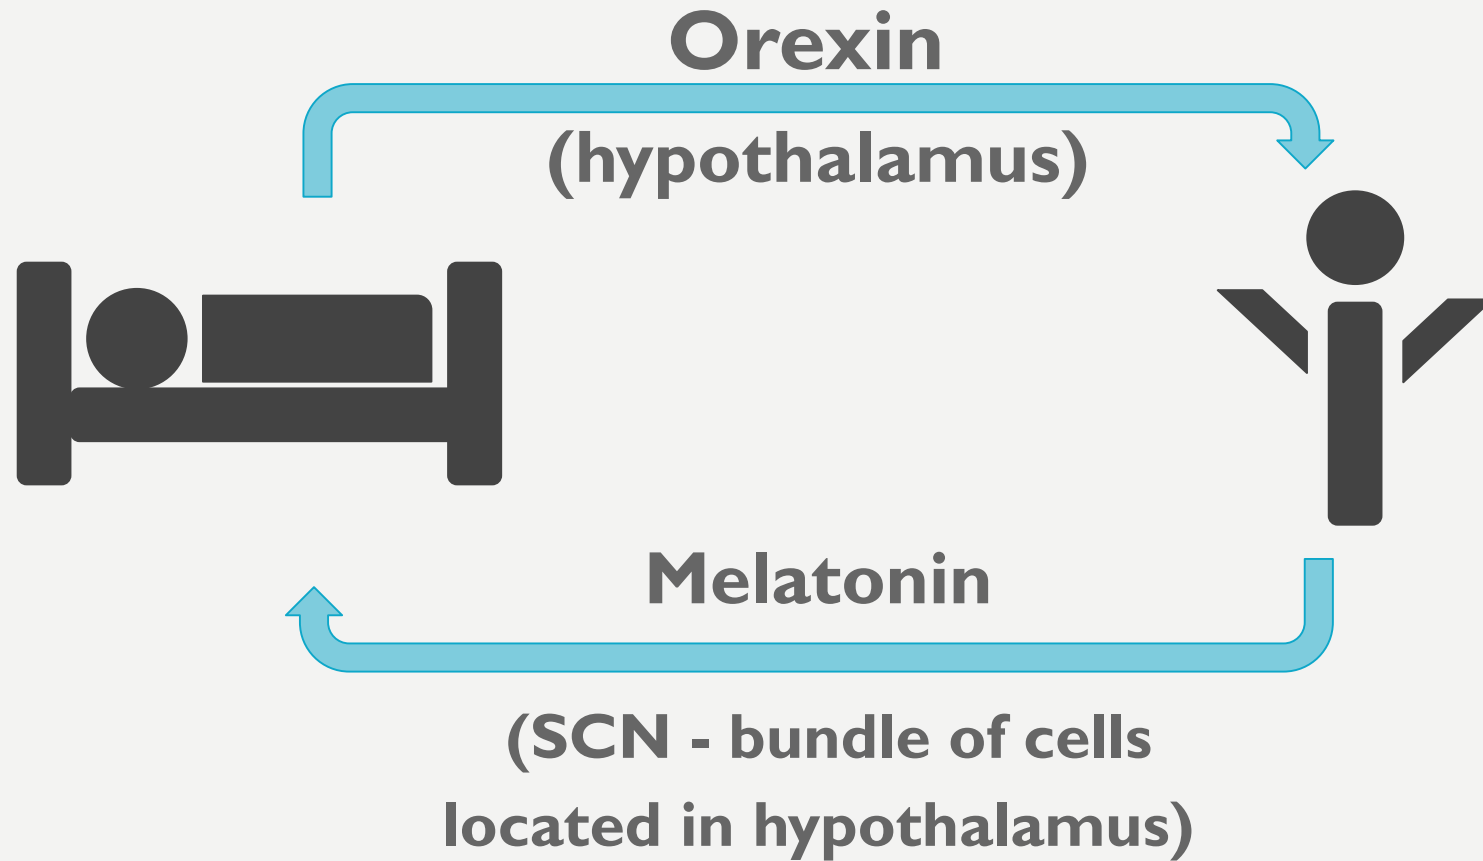 Orexin
(hypothalamus)
Melatonin
(SCN - bundle of cells
located in hypothalamus)